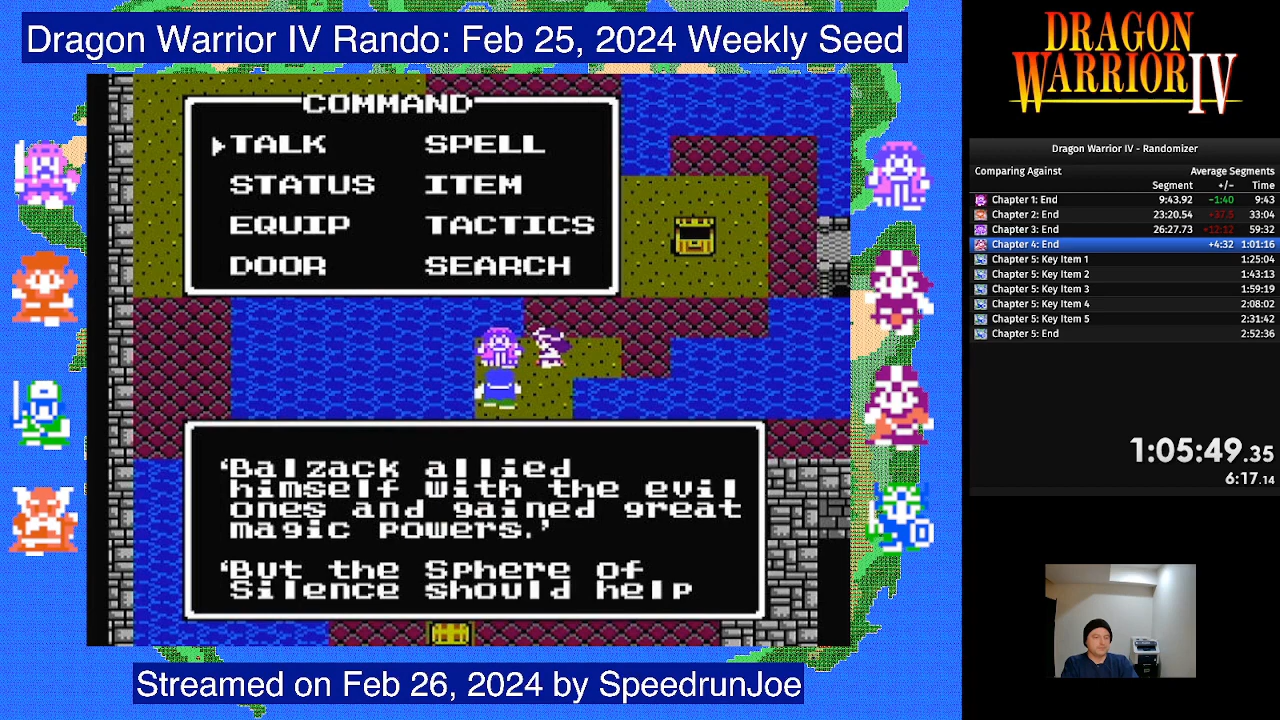 Dragon Warrior IV Rando: Feb 25, 2024 Weekly Seed
COMMAND
TALK SPELL
STATUS ITEM
EQUIP TACTICS
DOOR SEARCH
‘Balzack allied
himself with the evil
ones and gained great
magic powers.’
‘But the Sphere of
Silence should help
Streamed on Feb 26, 2024 by SpeedrunJoe
DRAGON
WARRIOR IV
Dragon Warrior IV - Randomizer
Comparing Against Average Segments
Segment +/- Time
Chapter 1: End 9:43.92 −1:40 9:43
Chapter 2: End 23:20.54 +37.5 33:04
Chapter 3: End 26:27.73 +12:12 59:32
Chapter 4: End +4:32 1:01:16
Chapter 5: Key Item 1 1:25:04
Chapter 5: Key Item 2 1:43:13
Chapter 5: Key Item 3 1:59:19
Chapter 5: Key Item 4 2:08:02
Chapter 5: Key Item 5 2:31:42
Chapter 5: End 2:52:36
1:05:49.35
6:17.14